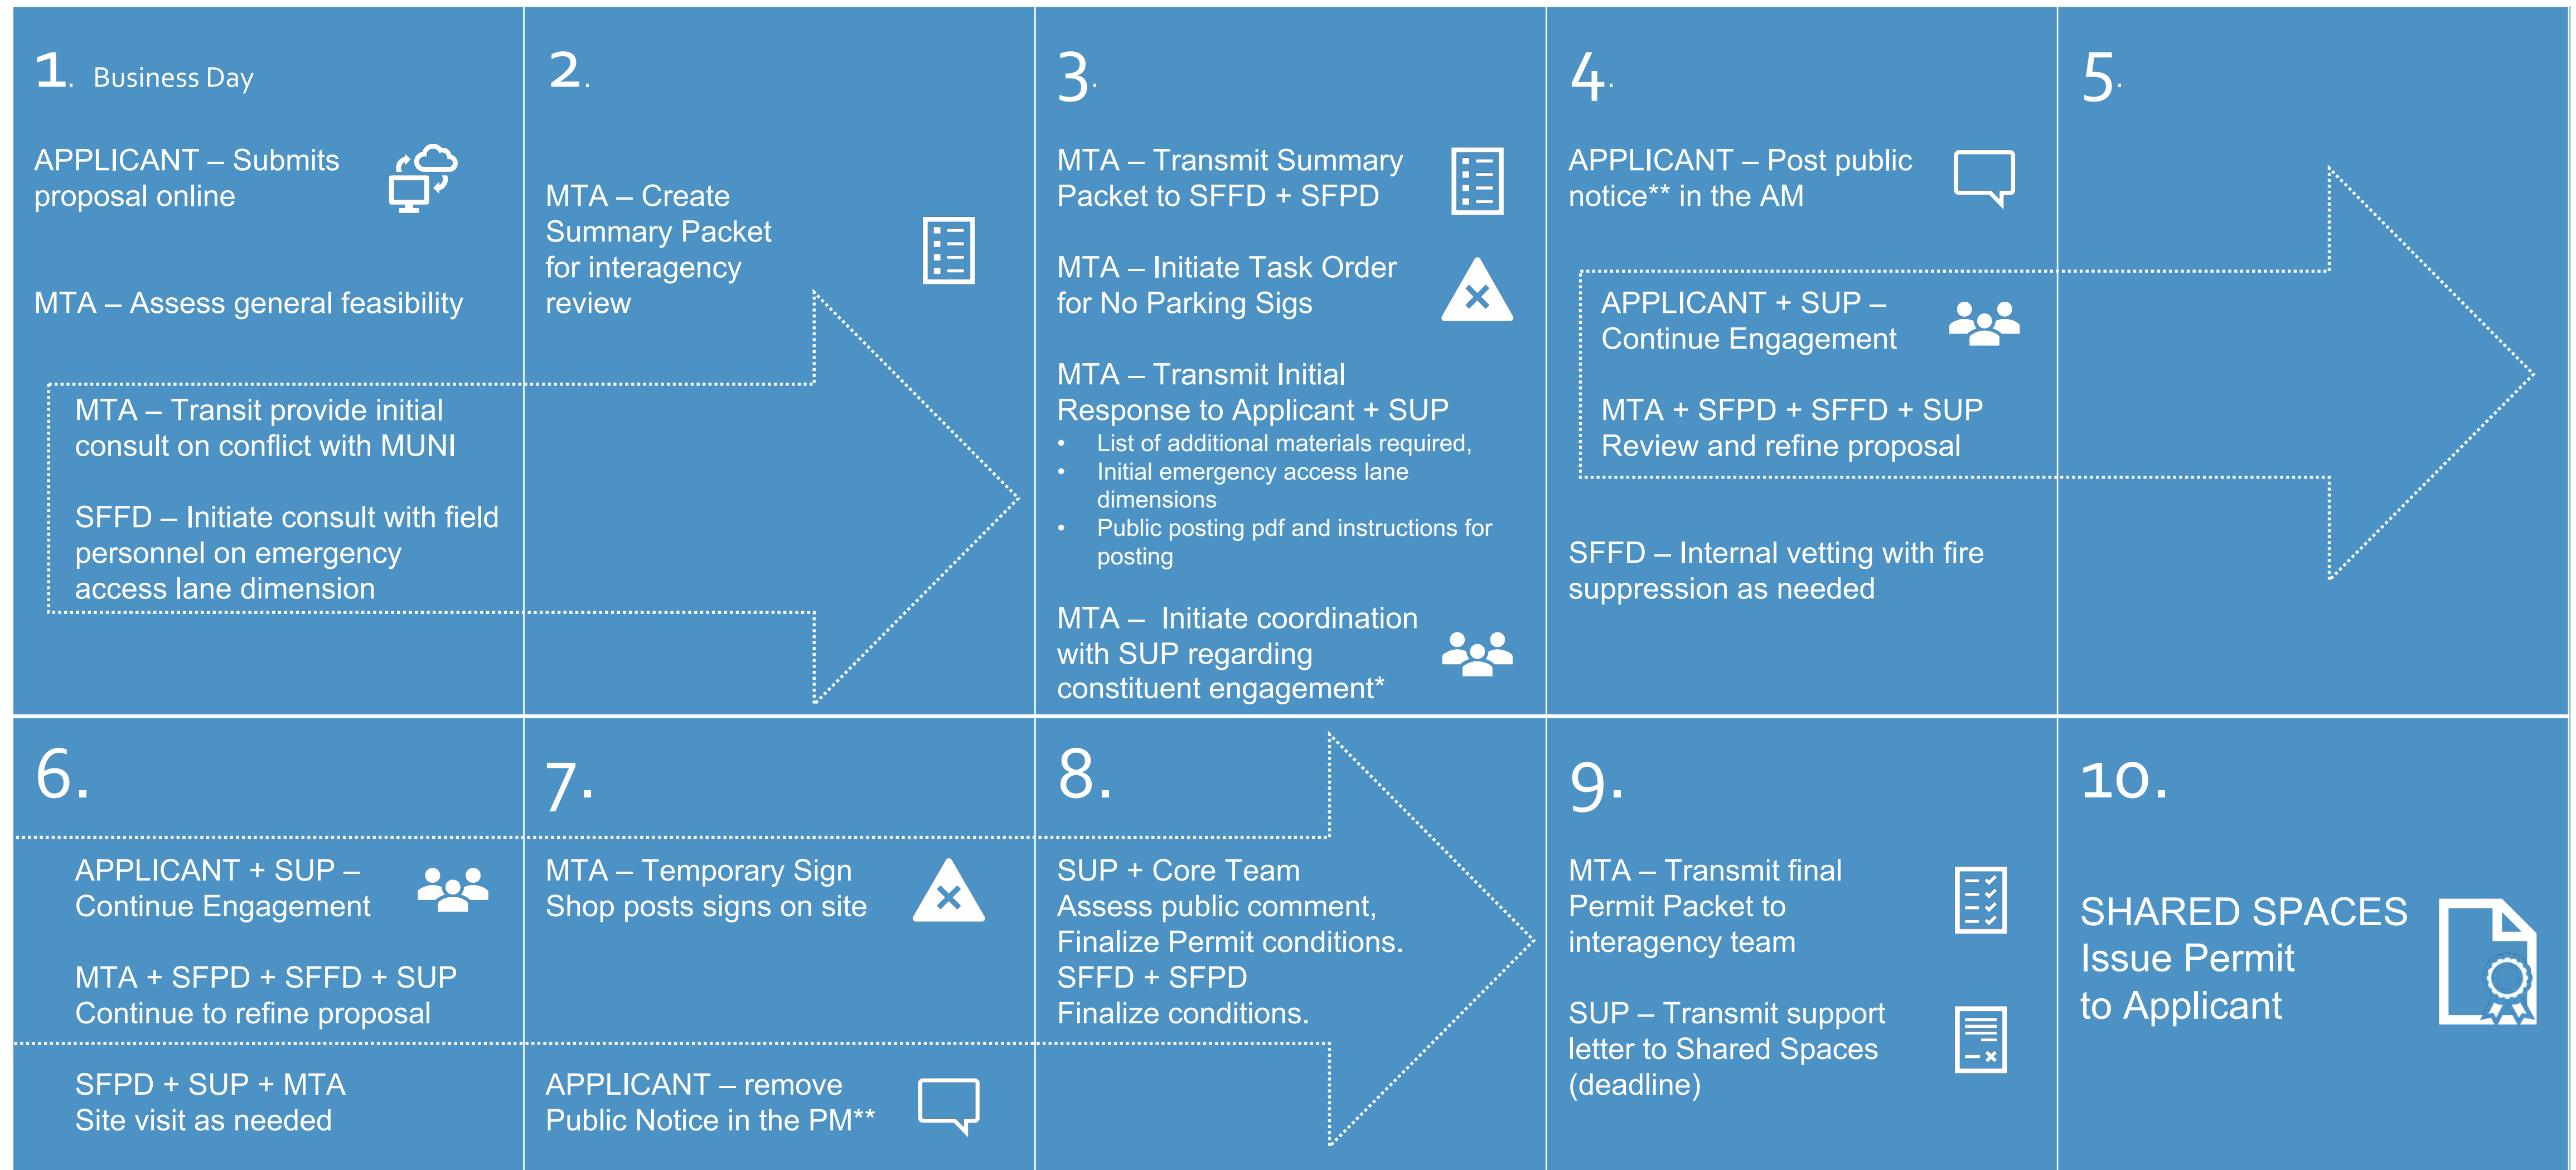 1. Business Day
APPLICANT – Submits
proposal online
MTA – Assess general feasibility
MTA – Transit provide initial
consult on conflict with MUNI
SFFD – Initiate consult with field
personnel on emergency
access lane dimension
2.
MTA – Create
Summary Packet
for interagency
review
3.
MTA – Transmit Summary
Packet to SFFD + SFPD
MTA – Initiate Task Order
for No Parking Sigs
MTA – Transmit Initial
Response to Applicant + SUP
• List of additional materials required,
• Initial emergency access lane
dimensions
• Public posting pdf and instructions for
posting
MTA – Initiate coordination
with SUP regarding
constituent engagement*
4.
APPLICANT – Post public
notice** in the AM
APPLICANT + SUP –
Continue Engagement
MTA + SFPD + SFFD + SUP
Review and refine proposal
SFFD – Internal vetting with fire
suppression as needed
5.
6.
APPLICANT + SUP –
Continue Engagement
MTA + SFPD + SFFD + SUP
Continue to refine proposal
SFPD + SUP + MTA
Site visit as needed
7.
MTA – Temporary Sign
Shop posts signs on site
APPLICANT – remove
Public Notice in the PM**
8.
SUP + Core Team
Assess public comment,
Finalize Permit conditions.
SFFD + SFPD
Finalize conditions.
9.
MTA – Transmit final
Permit Packet to
interagency team
SUP – Transmit support
letter to Shared Spaces
(deadline)
10.
SHARED SPACES
Issue Permit
to Applicant